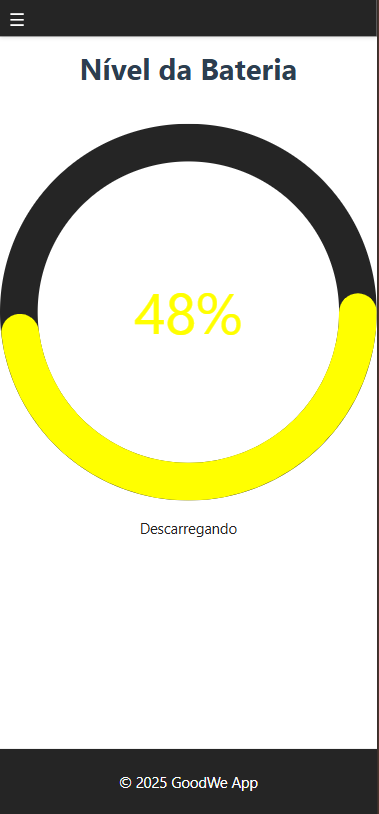 ☰
Nível da Bateria
48%
Descarregando
© 2025 GoodWe App